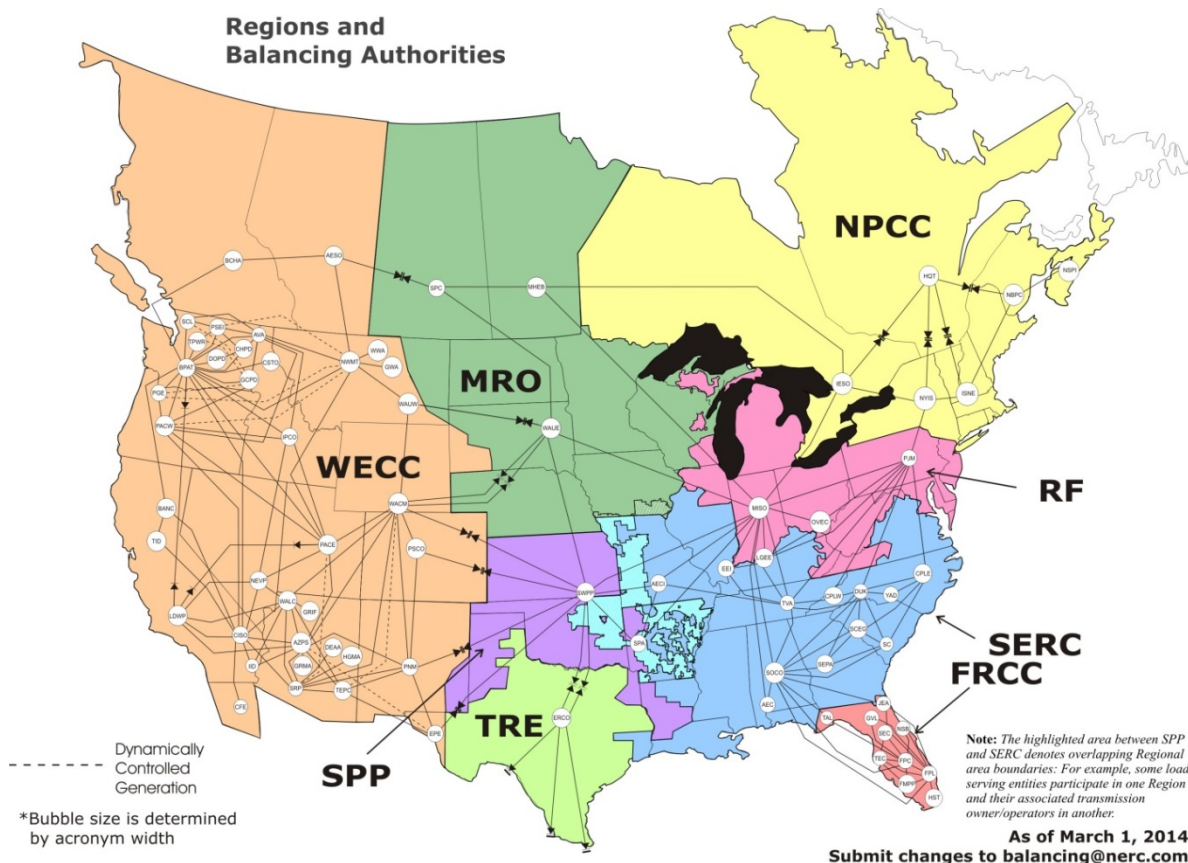 Regions and
Balancing Authorities
NPCC
HQT
NSPI
NBPC
BCHA
AESO
SPC
MHEB
SCL
PSEI
AVA
TPWR
CHPD
DOPD
CSTO
BPAT
GCPD
NWMT
WWA
GWA
PGE
WAUW
PACW
IPCO
MRO
WAUE
IESO
NYIS
ISNE
WECC
PJM
RF
WACM
BANC
MISO
OVEC
TID
PACE
PSCO
LGEE
EEI
NEVP
AECI
SWPP
CPLE
WALC
GRIF
TVA
CPLW
DUK
YAD
LDWP
CISO
SCEG
SC
AZPS
DEAA
HGMA
SPA
IID
GRMA
PNM
SOCO
SEPA
SERC
SRP
TEPC
FRCC
CFE
AEC
JEA
EPE
TRE
ERCO
TAL
GVL
NSB
SEC
SPP
TEC
FPC
FPL
FMPP
HST
Dynamically
Controlled
Generation
*Bubble size is determined
by acronym width
Note: The highlighted area between SPP
and SERC denotes overlapping Regional
area boundaries: For example, some load
serving entities participate in one Region
and their associated transmission
owner/operators in another.
As of March 1, 2014
Submit changes to balancing@nerc.com